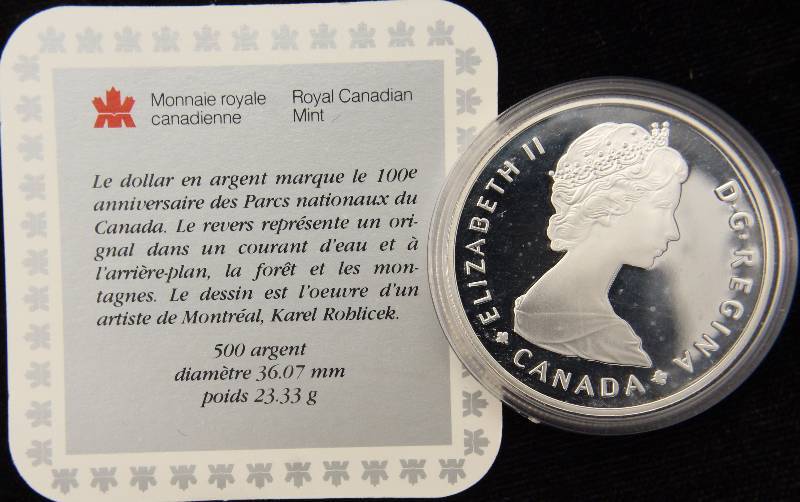 Monnaie royale canadienne
Royal Canadian Mint
Le dollar en argent marque le 100e
anniversaire des Parcs nationaux du
Canada. Le revers représente un ori-
gnal dans un courant d'eau et à
l'arrière-plan, la forêt et les mon-
tagnes. Le dessin est l'oeuvre d'un
artiste de Montréal, Karel Rohlicek.
500 argent
diamètre 36.07 mm
poids 23.33 g
ELIZABETH II
D·G·REGINA
CANADA